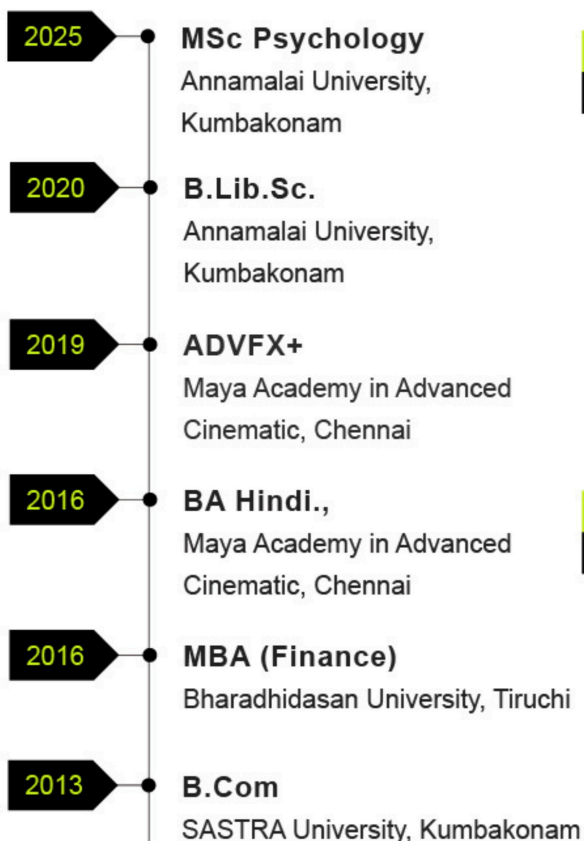 2025
MSc Psychology
Annamalai University,
Kumbakonam
2020
B.Lib.Sc.
Annamalai University,
Kumbakonam
2019
ADVFX+
Maya Academy in Advanced
Cinematic, Chennai
2016
BA Hindi.,
Maya Academy in Advanced
Cinematic, Chennai
2016
MBA (Finance)
Bharadhidasan University, Tiruchi
2013
B.Com
SASTRA University, Kumbakonam